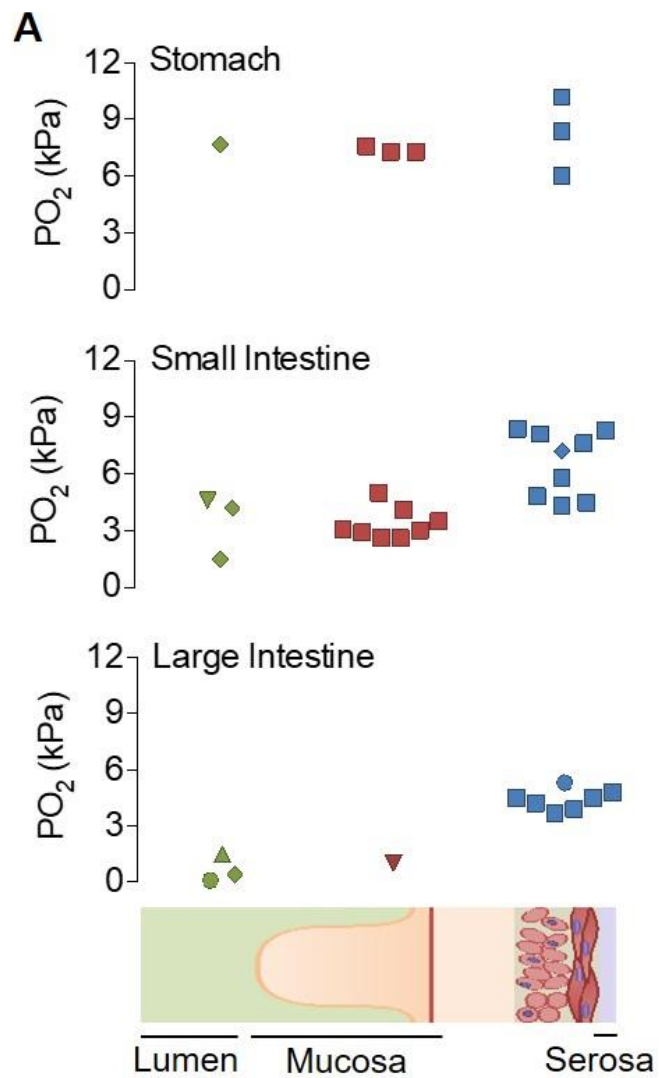 A
Stomach
12
9
6
3
0
PO2 (kPa)
Small Intestine
12
9
6
3
0
PO2 (kPa)
Large Intestine
12
9
6
3
0
PO2 (kPa)
Lumen Mucosa Serosa